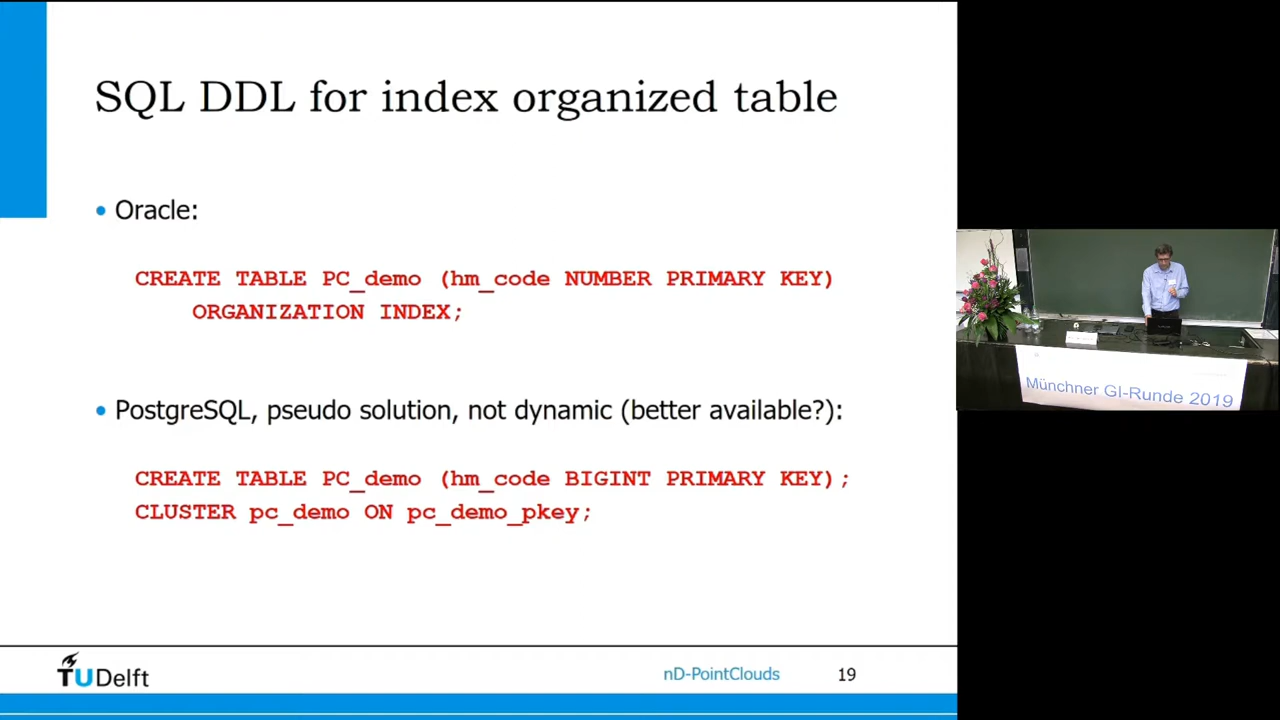 SQL DDL for index organized table
• Oracle:
CREATE TABLE PC_demo (hm_code NUMBER PRIMARY KEY)
ORGANIZATION INDEX;
• PostgreSQL, pseudo solution, not dynamic (better available?):
CREATE TABLE PC_demo (hm_code BIGINT PRIMARY KEY);
CLUSTER pc_demo ON pc_demo_pkey;
TUDelft
nD-PointClouds
19
Münchner GI-Runde 2019